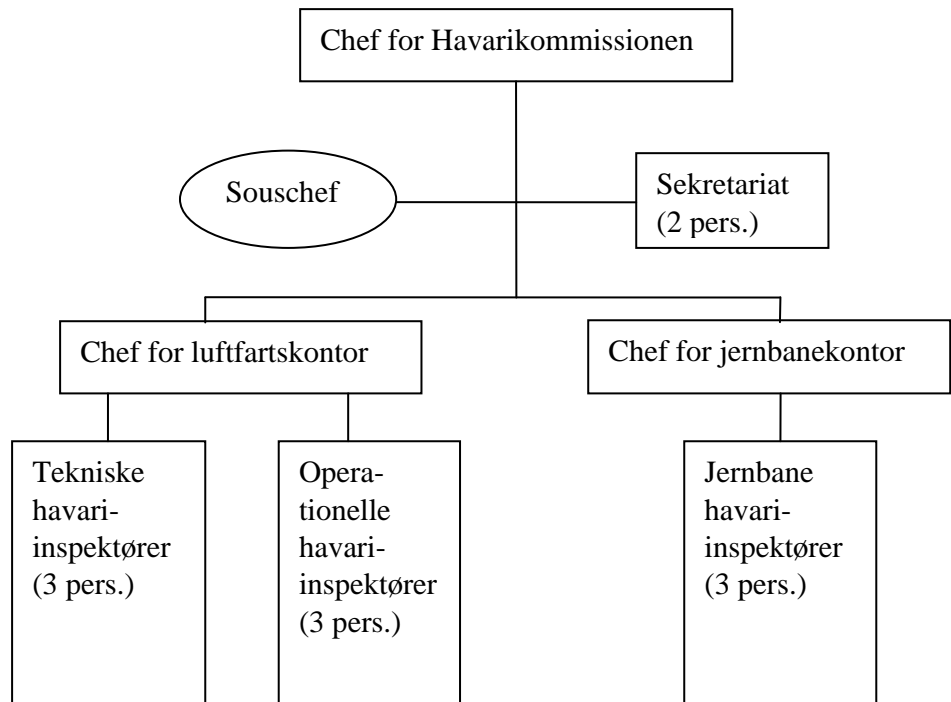 Chef for Havarikommissionen
Souschef
Sekretariat
(2 pers.)
Chef for luftfartskontor
Chef for jernbanekontor
Tekniske
havari-
inspektører
(3 pers.)
Opera-
tionelle
havari-
inspektører
(3 pers.)
Jernbane
havari-
inspektører
(3 pers.)